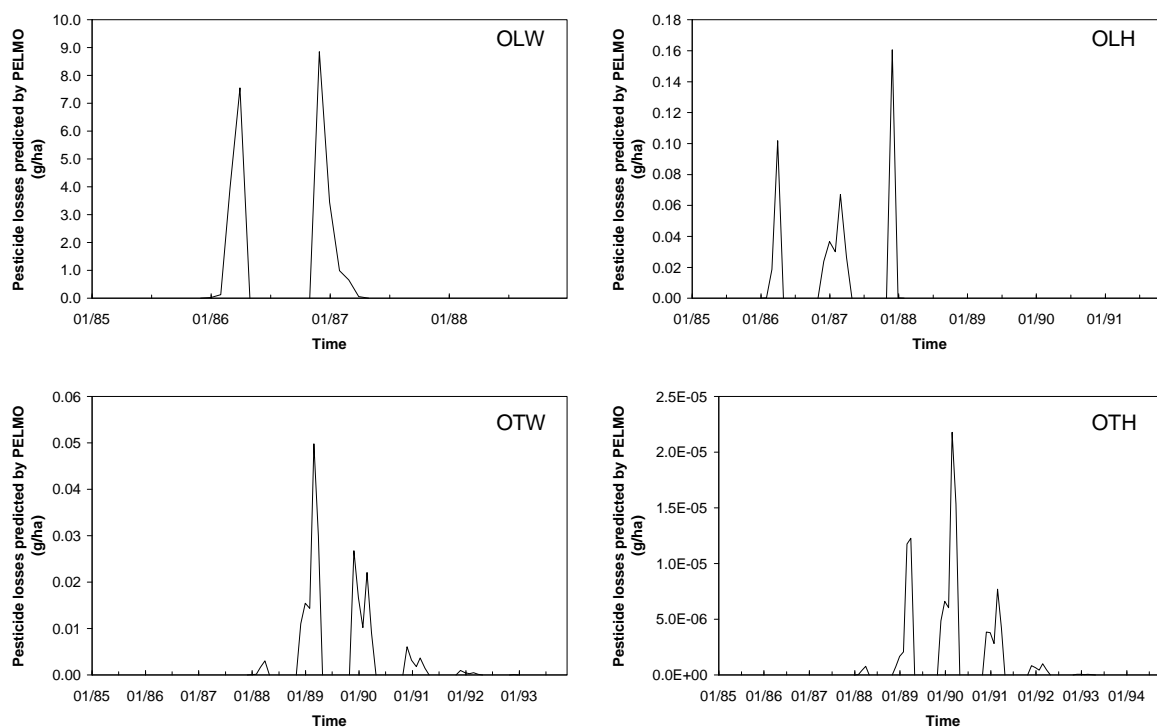 Pesticide losses predicted by PELMO
(g/ha)
OLW
10.0
9.0
8.0
7.0
6.0
5.0
4.0
3.0
2.0
1.0
0.0
01/85 01/86 01/87 01/88
Time
Pesticide losses predicted by PELMO
(g/ha)
OLH
0.18
0.16
0.14
0.12
0.10
0.08
0.06
0.04
0.02
0.00
01/85 01/86 01/87 01/88 01/89 01/90 01/91
Time
Pesticide losses predicted by PELMO
(g/ha)
OTW
0.06
0.05
0.04
0.03
0.02
0.01
0.00
01/85 01/86 01/87 01/88 01/89 01/90 01/91 01/92 01/93
Time
Pesticide losses predicted by PELMO
(g/ha)
OTH
2.5E-05
2.0E-05
1.5E-05
1.0E-05
5.0E-06
0.0E+00
01/85 01/86 01/87 01/88 01/89 01/90 01/91 01/92 01/93 01/94
Time